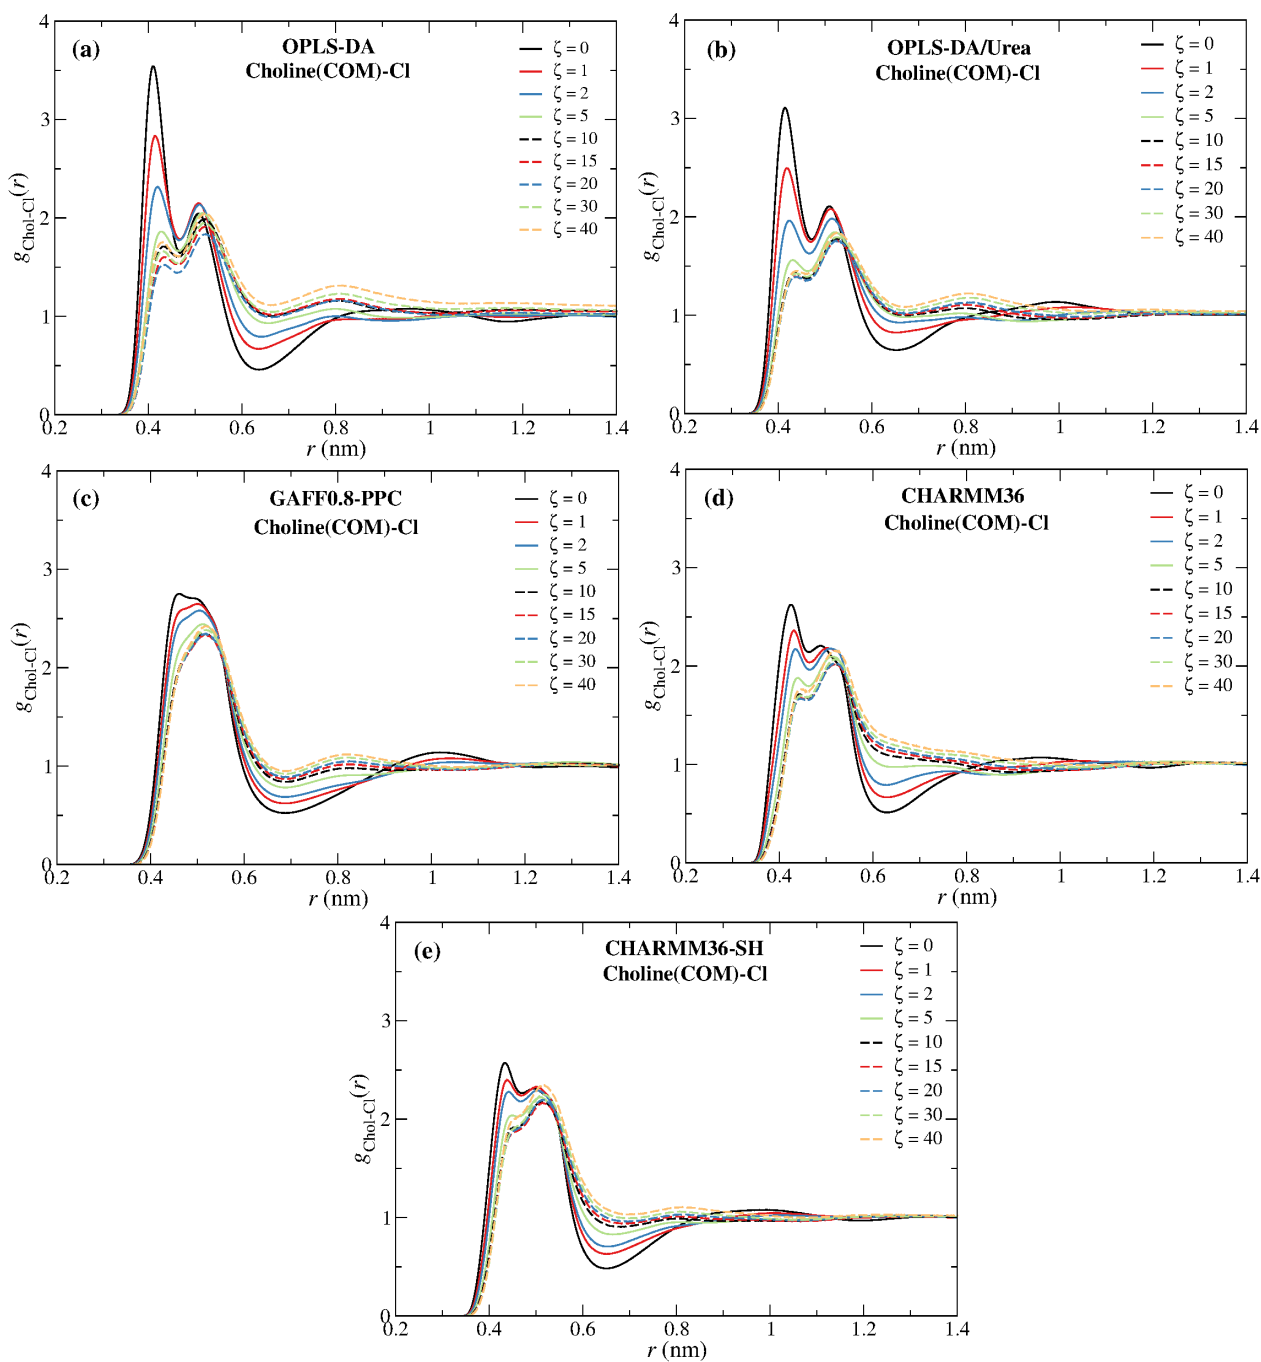 (a)
OPLS-DA
Choline(COM)-Cl
ζ = 0
ζ = 1
ζ = 2
ζ = 5
ζ = 10
ζ = 15
ζ = 20
ζ = 30
ζ = 40
4
3
2
1
0
gChol-Cl(r)
0.2
0.4
0.6
0.8
1
1.2
1.4
r (nm)
(b)
OPLS-DA/Urea
Choline(COM)-Cl
ζ = 0
ζ = 1
ζ = 2
ζ = 5
ζ = 10
ζ = 15
ζ = 20
ζ = 30
ζ = 40
4
3
2
1
0
gChol-Cl(r)
0.2
0.4
0.6
0.8
1
1.2
1.4
r (nm)
(c)
GAFF0.8-PPC
Choline(COM)-Cl
ζ = 0
ζ = 1
ζ = 2
ζ = 5
ζ = 10
ζ = 15
ζ = 20
ζ = 30
ζ = 40
4
3
2
1
0
gChol-Cl(r)
0.2
0.4
0.6
0.8
1
1.2
1.4
r (nm)
(d)
CHARMM36
Choline(COM)-Cl
ζ = 0
ζ = 1
ζ = 2
ζ = 5
ζ = 10
ζ = 15
ζ = 20
ζ = 30
ζ = 40
4
3
2
1
0
gChol-Cl(r)
0.2
0.4
0.6
0.8
1
1.2
1.4
r (nm)
(e)
CHARMM36-SH
Choline(COM)-Cl
ζ = 0
ζ = 1
ζ = 2
ζ = 5
ζ = 10
ζ = 15
ζ = 20
ζ = 30
ζ = 40
4
3
2
1
0
gChol-Cl(r)
0.2
0.4
0.6
0.8
1
1.2
1.4
r (nm)